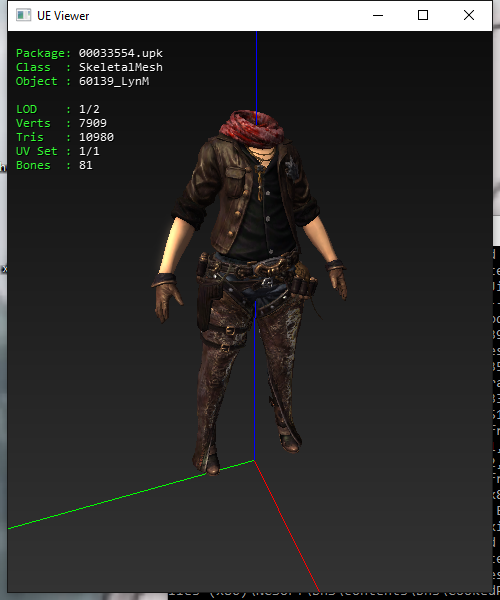 UE Viewer
Package: 00033554.upk
Class : SkeletalMesh
Object : 60139_LynM
LOD : 1/2
Verts : 7909
Tris : 10980
UV Set : 1/1
Bones : 81